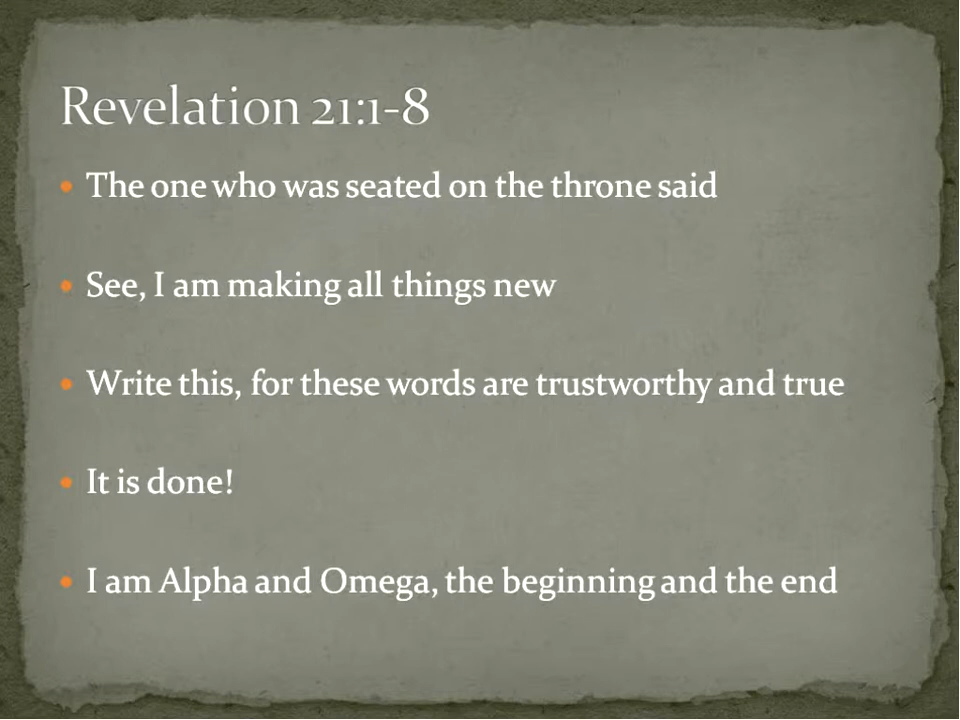 Revelation 21:1-8
• The one who was seated on the throne said
• See, I am making all things new
• Write this, for these words are trustworthy and true
• It is done!
• I am Alpha and Omega, the beginning and the end